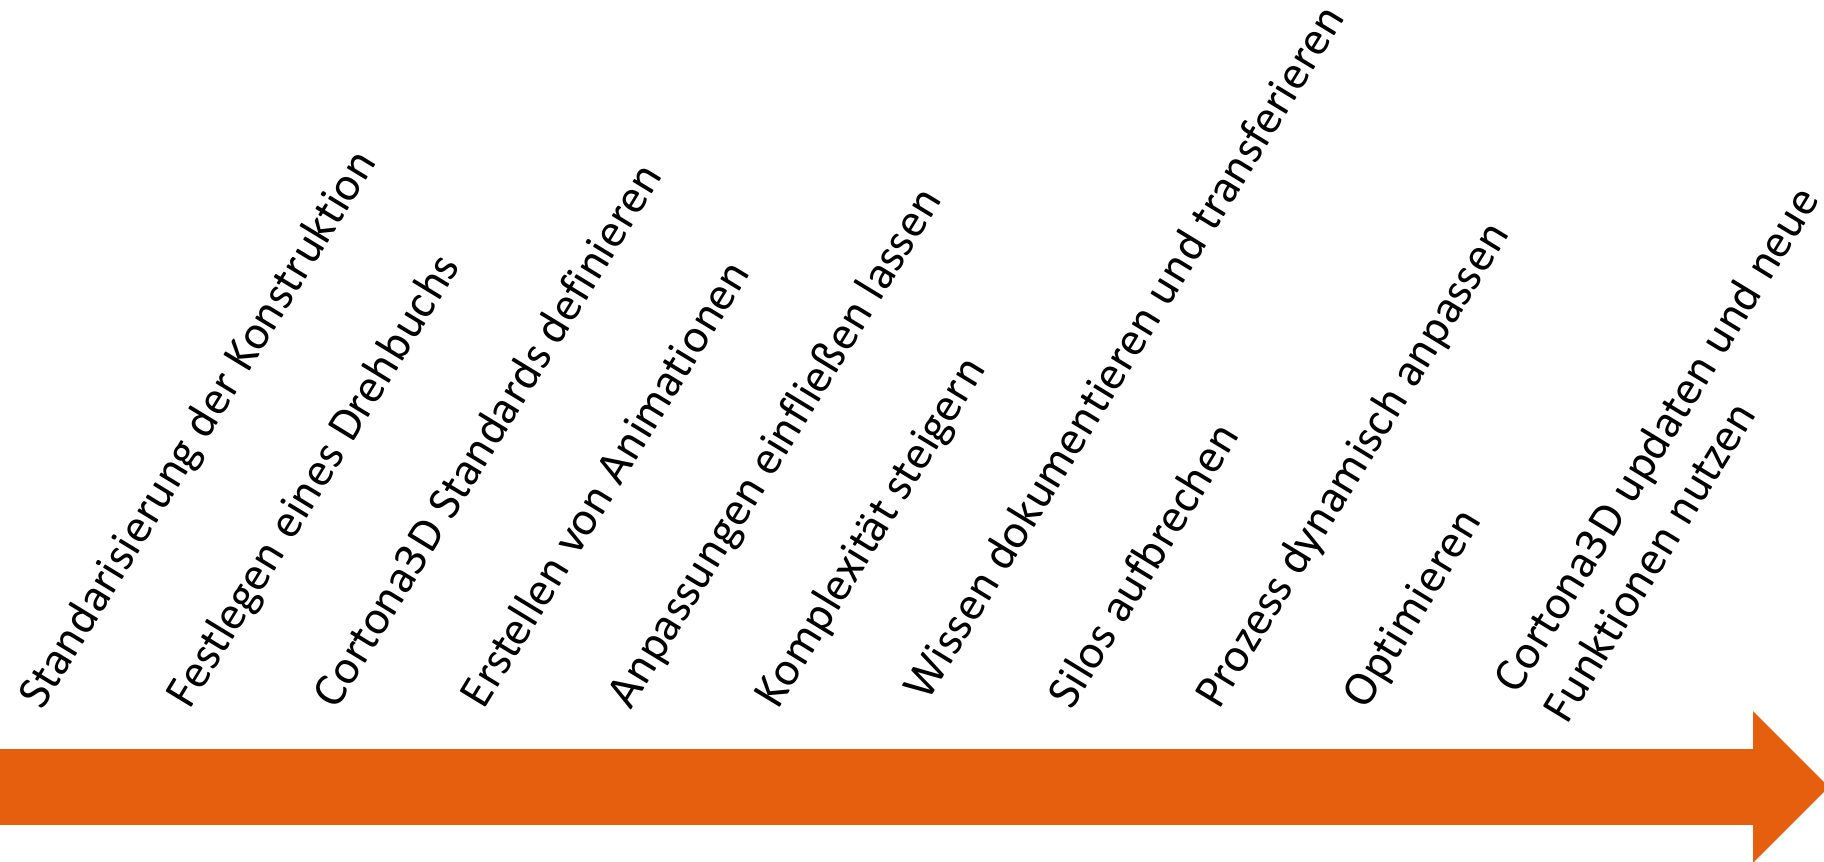 Standarisierung der Konstruktion
Festlegen eines Drehbuchs
Cortona3D Standards definieren
Erstellen von Animationen
Anpassungen einfließen lassen
Komplexität steigern
Wissen dokumentieren und transferieren
Silos aufbrechen
Prozess dynamisch anpassen
Optimieren
Cortona3D updaten und neue
Funktionen nutzen